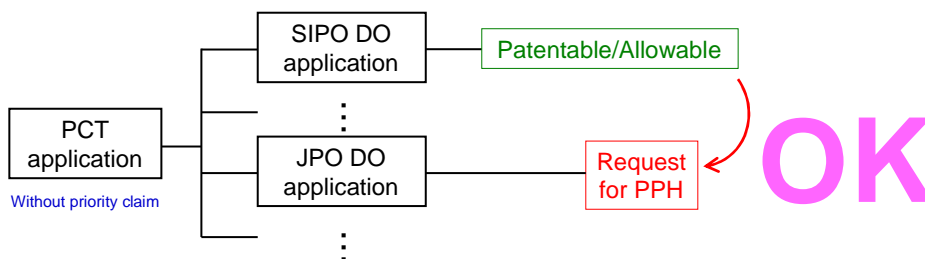 SIPO DO
application
Patentable/Allowable
PCT
application
Without priority claim
JPO DO
application
Request
for PPH
OK